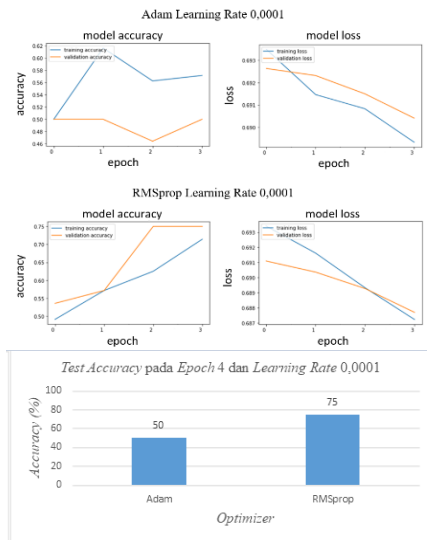 Adam Learning Rate 0,0001
model accuracy
model loss
0.62
0.60
0.58
0.56
0.54
0.52
0.50
0.48
0.46
training accuracy
validation accuracy
accuracy
0 1 2 3
epoch
0.693
0.692
0.691
0.690
training loss
validation loss
loss
0 1 2 3
epoch
RMSprop Learning Rate 0,0001
model accuracy
model loss
0.75
0.70
0.65
0.60
0.55
0.50
training accuracy
validation accuracy
accuracy
0 1 2 3
epoch
0.693
0.692
0.691
0.690
0.689
0.688
0.687
training loss
validation loss
loss
0 1 2 3
epoch
Test Accuracy pada Epoch 4 dan Learning Rate 0,0001
Accuracy (%)
100
80
60
40
20
0
50
75
Adam
RMSprop
Optimizer